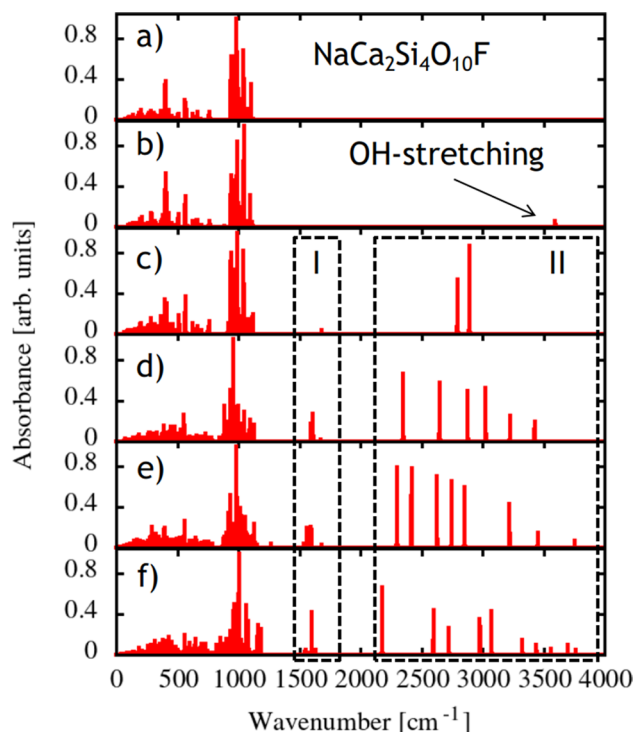 0.8
a)
NaCa₂Si₄O₁₀F
0.4
0
0.8
b)
OH-stretching
0.4
0
0.8
c)
I
II
0.4
0
0.8
d)
0.4
0
0.8
e)
0.4
0
0.8
f)
0.4
0
Absorbance [arb. units]
0 500 1000 1500 2000 2500 3000 3500 4000
Wavenumber [cm⁻¹]